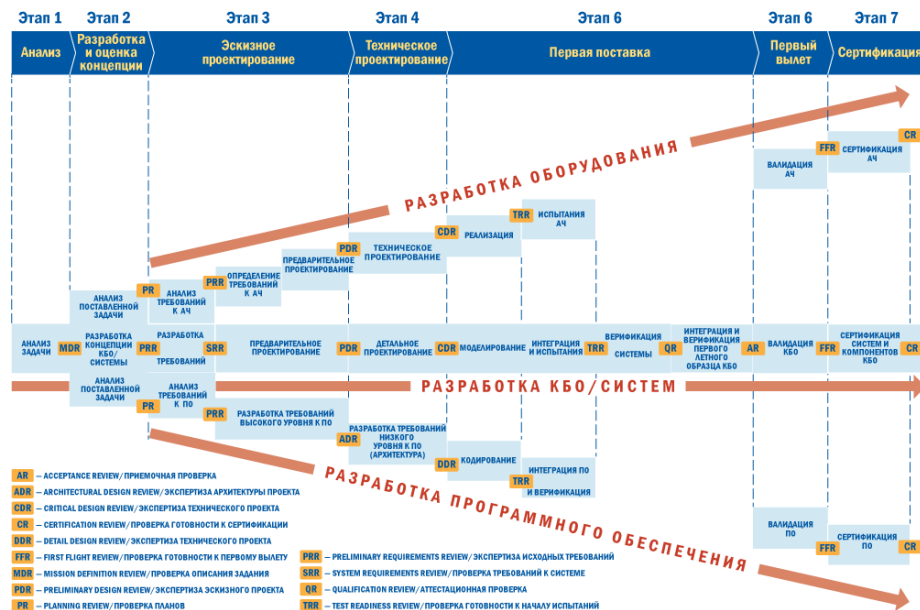 Этап 1
Этап 2
Этап 3
Этап 4
Этап 6
Этап 6
Этап 7
Анализ
Разработка
и оценка
концепции
Эскизное
проектирование
Техническое
проектирование
Первая поставка
Первый
вылет
Сертификация
РАЗРАБОТКА ОБОРУДОВАНИЯ
CR
FFR
СЕРТИФИКАЦИЯ
АЧ
ВАЛИДАЦИЯ
АЧ
TRR
ИСПЫТАНИЯ
АЧ
CDR
РЕАЛИЗАЦИЯ
PDR
ТЕХНИЧЕСКОЕ
ПРОЕКТИРОВАНИЕ
ПРЕДВАРИТЕЛЬНОЕ
ПРОЕКТИРОВАНИЕ
PRR
ОПРЕДЕЛЕНИЕ
ТРЕБОВАНИЙ
К АЧ
PR
АНАЛИЗ
ТРЕБОВАНИЙ
К АЧ
АНАЛИЗ
ПОСТАВЛЕННОЙ
ЗАДАЧИ
АНАЛИЗ
ЗАДАЧИ
MDR
РАЗРАБОТКА
КОНЦЕПЦИИ
КБО/
СИСТЕМЫ
PRR
РАЗРАБОТКА
ТРЕБОВАНИЙ
SRR
ПРЕДВАРИТЕЛЬНОЕ
ПРОЕКТИРОВАНИЕ
PDR
ДЕТАЛЬНОЕ
ПРОЕКТИРОВАНИЕ
CDR
МОДЕЛИРОВАНИЕ
ИНТЕГРАЦИЯ
И ИСПЫТАНИЯ
TRR
ВЕРИФИКАЦИЯ
СИСТЕМЫ
QR
ИНТЕГРАЦИЯ И
ВЕРИФИКАЦИЯ
ПЕРВОГО
ЛЕТНОГО
ОБРАЗЦА КБО
AR
ВАЛИДАЦИЯ
КБО
FFR
СЕРТИФИКАЦИЯ
СИСТЕМ И
КОМПОНЕНТОВ
КБО
CR
РАЗРАБОТКА КБО/СИСТЕМ
АНАЛИЗ
ПОСТАВЛЕННОЙ
ЗАДАЧИ
PR
АНАЛИЗ
ТРЕБОВАНИЙ
К ПО
PRR
РАЗРАБОТКА ТРЕБОВАНИЙ
ВЫСОКОГО УРОВНЯ К ПО
ADR
РАЗРАБОТКА ТРЕБОВАНИЙ
НИЗКОГО
УРОВНЯ К ПО
(АРХИТЕКТУРА)
DDR
КОДИРОВАНИЕ
TRR
ИНТЕГРАЦИЯ ПО
И ВЕРИФИКАЦИЯ
РАЗРАБОТКА ПРОГРАММНОГО ОБЕСПЕЧЕНИЯ
ВАЛИДАЦИЯ
ПО
FFR
СЕРТИФИКАЦИЯ
ПО
CR
AR — ACCEPTANCE REVIEW/ПРИЕМОЧНАЯ ПРОВЕРКА
ADR — ARCHITECTURAL DESIGN REVIEW/ЭКСПЕРТИЗА АРХИТЕКТУРЫ ПРОЕКТА
CDR — CRITICAL DESIGN REVIEW/ЭКСПЕРТИЗА ТЕХНИЧЕСКОГО ПРОЕКТА
CR — CERTIFICATION REVIEW/ПРОВЕРКА ГОТОВНОСТИ К СЕРТИФИКАЦИИ
DDR — DETAIL DESIGN REVIEW/ЭКСПЕРТИЗА ТЕХНИЧЕСКОГО ПРОЕКТА
FFR — FIRST FLIGHT REVIEW/ПРОВЕРКА ГОТОВНОСТИ К ПЕРВОМУ ВЫЛЕТУ
MDR — MISSION DEFINITION REVIEW/ПРОВЕРКА ОПИСАНИЯ ЗАДАНИЯ
PDR — PRELIMINARY DESIGN REVIEW/ЭКСПЕРТИЗА ЭСКИЗНОГО ПРОЕКТА
PR — PLANNING REVIEW/ПРОВЕРКА ПЛАНОВ
PRR — PRELIMINARY REQUIREMENTS REVIEW/ЭКСПЕРТИЗА ИСХОДНЫХ ТРЕБОВАНИЙ
SRR — SYSTEM REQUIREMENTS REVIEW/ПРОВЕРКА ТРЕБОВАНИЙ К СИСТЕМЕ
QR — QUALIFICATION REVIEW/АТТЕСТАЦИОННАЯ ПРОВЕРКА
TRR — TEST READINESS REVIEW/ПРОВЕРКА ГОТОВНОСТИ К НАЧАЛУ ИСПЫТАНИЙ